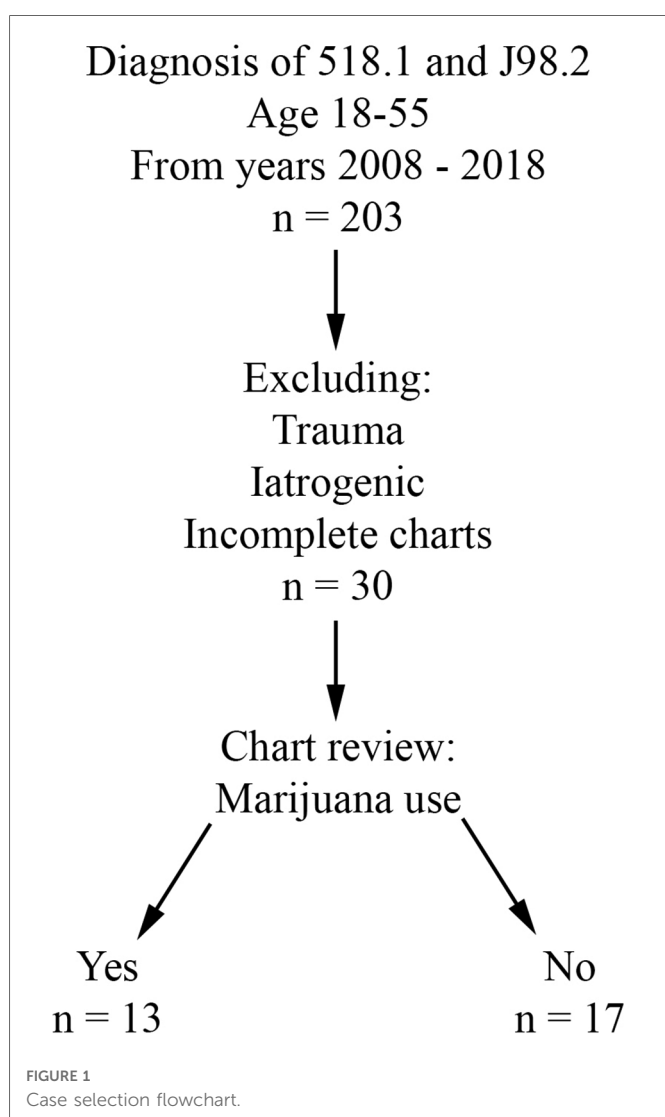 Diagnosis of 518.1 and J98.2
Age 18-55
From years 2008 - 2018
n = 203
Excluding:
Trauma
Iatrogenic
Incomplete charts
n = 30
Chart review:
Marijuana use
Yes
n = 13
No
n = 17
FIGURE 1
Case selection flowchart.